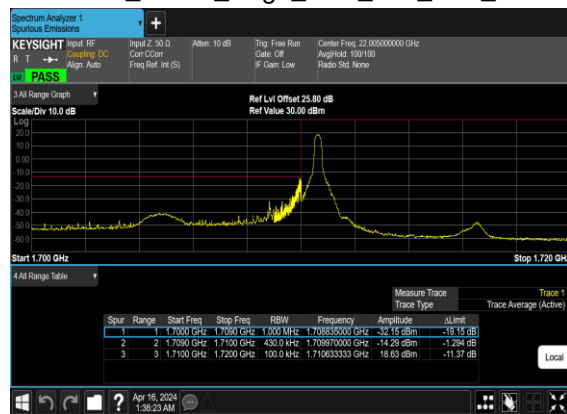 Spectrum Analyzer 1
Spurious Emissions
+
KEYSIGHT Input: RF Input Z: 50 Ω Atten: 10 dB Trig: Free Run Center Freq: 22.005000000 GHz
R T Coupling: DC Corr CCorr Gate: Off Avg|Hold: 100/100
Align: Auto Freq Ref: Int (S) IF Gain: Low Radio Std: None
PASS
3 All Range Graph Ref Lvl Offset 25.80 dB
Scale/Div 10.0 dB Ref Value 30.00 dBm
Log
20.0
10.0
0.00
-10.0
-20.0
-30.0
-40.0
-50.0
-60.0
Start 1.700 GHz Stop 1.720 GHz
4 All Range Table
Measure Trace Trace 1
Trace Type Trace Average (Active)
Spur Range Start Freq Stop Freq RBW Frequency Amplitude ΔLimit
1 1 1.7000 GHz 1.7090 GHz 1.000 MHz 1.708835000 GHz -32.15 dBm -19.15 dB
2 2 1.7090 GHz 1.7100 GHz 430.0 kHz 1.709970000 GHz -14.29 dBm -1.294 dB
3 3 1.7100 GHz 1.7200 GHz 100.0 kHz 1.710633333 GHz 18.63 dBm -11.37 dB
Local
? Apr 16, 2024
1:36:23 AM